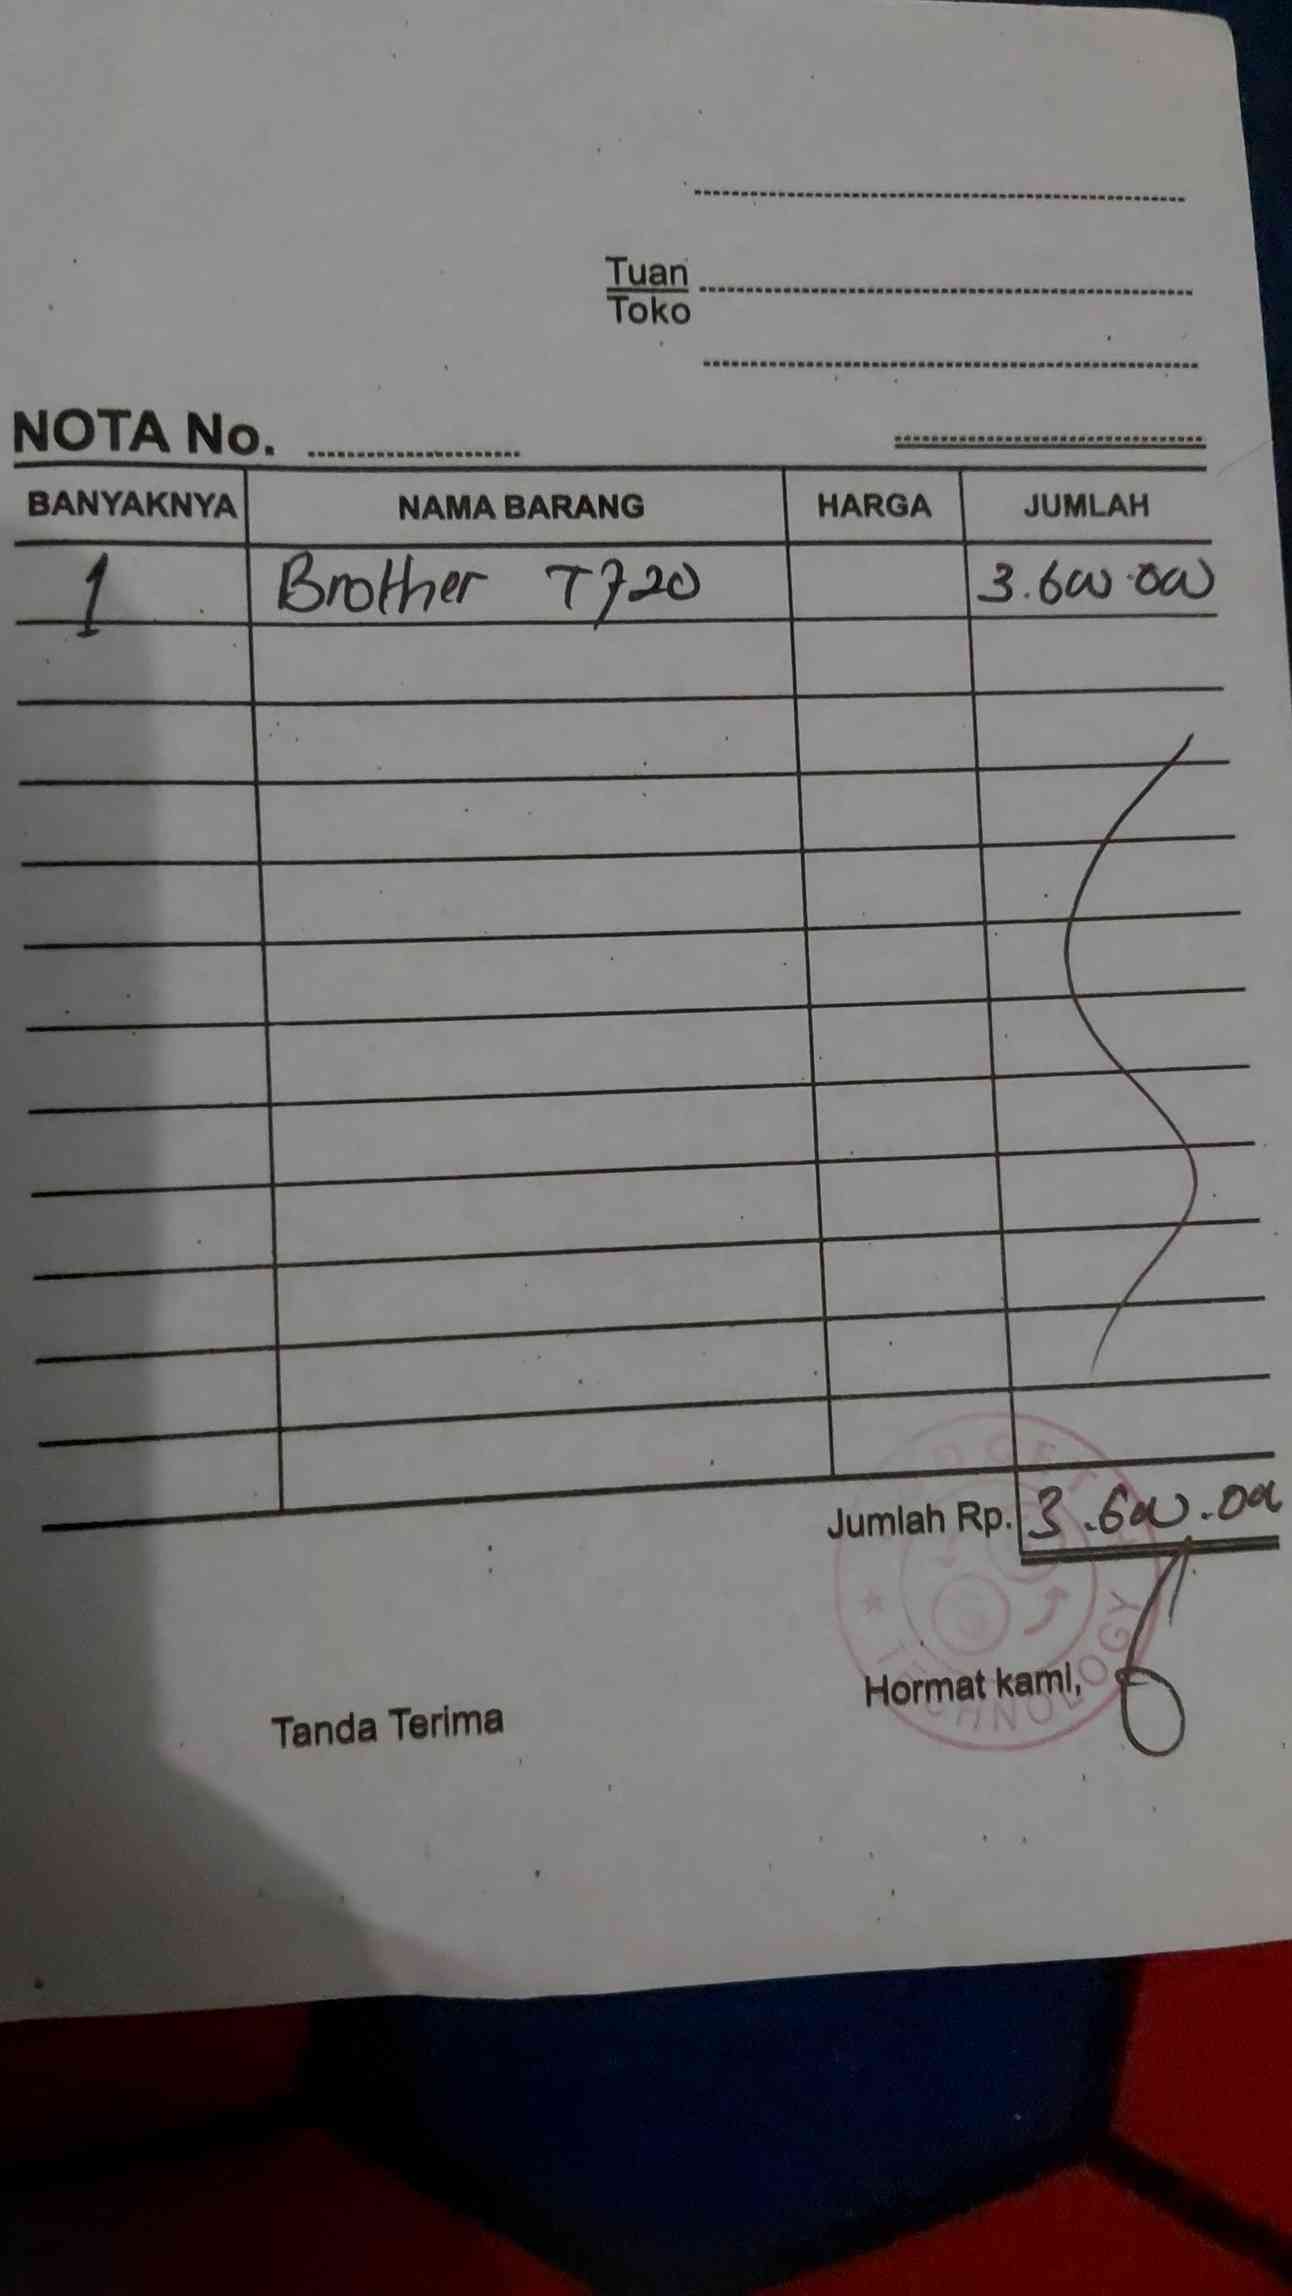 Tuan
Toko
NOTA No.
BANYAKNYA NAMA BARANG HARGA JUMLAH
1 Brother T720 3.600.000
Jumlah Rp. 3.600.000
Hormat kami,
Tanda Terima
TECHNOLOGY